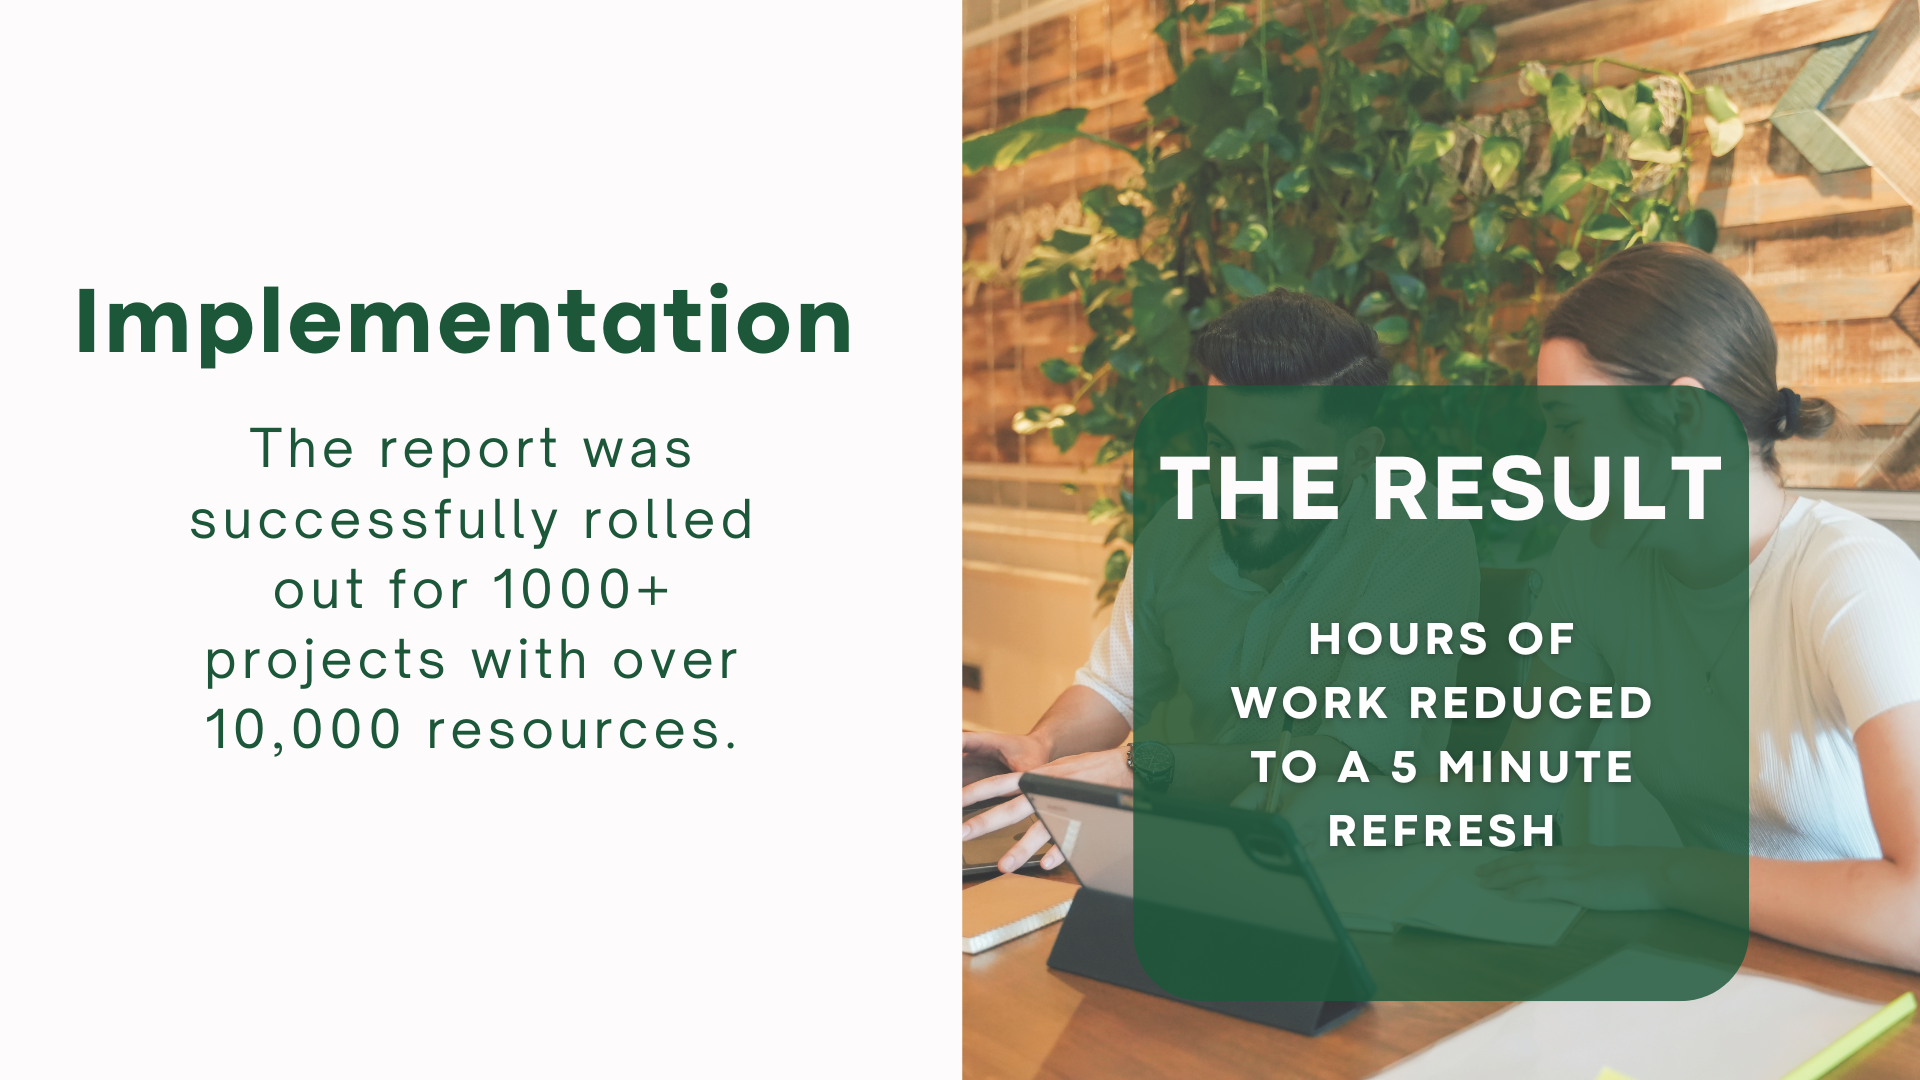 Implementation
The report was
successfully rolled
out for 1000+
projects with over
10,000 resources.
THE RESULT
HOURS OF
WORK REDUCED
TO A 5 MINUTE
REFRESH